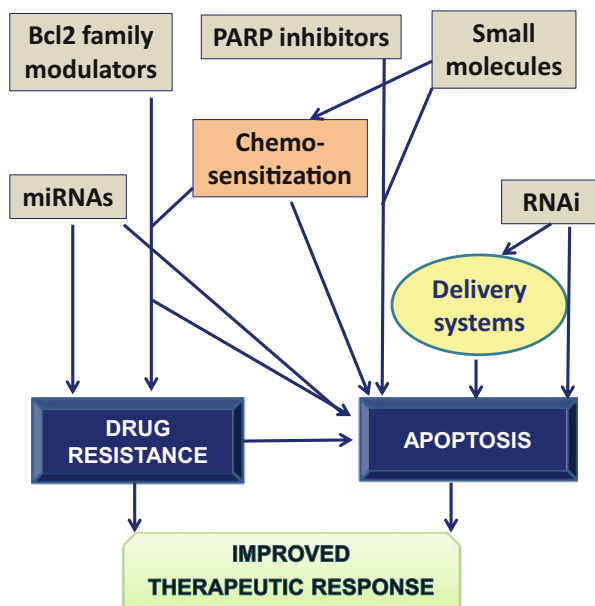 Bcl2 family
modulators
PARP inhibitors
Small
molecules
Chemo-
sensitization
miRNAs
RNAi
Delivery
systems
DRUG
RESISTANCE
APOPTOSIS
IMPROVED
THERAPEUTIC RESPONSE